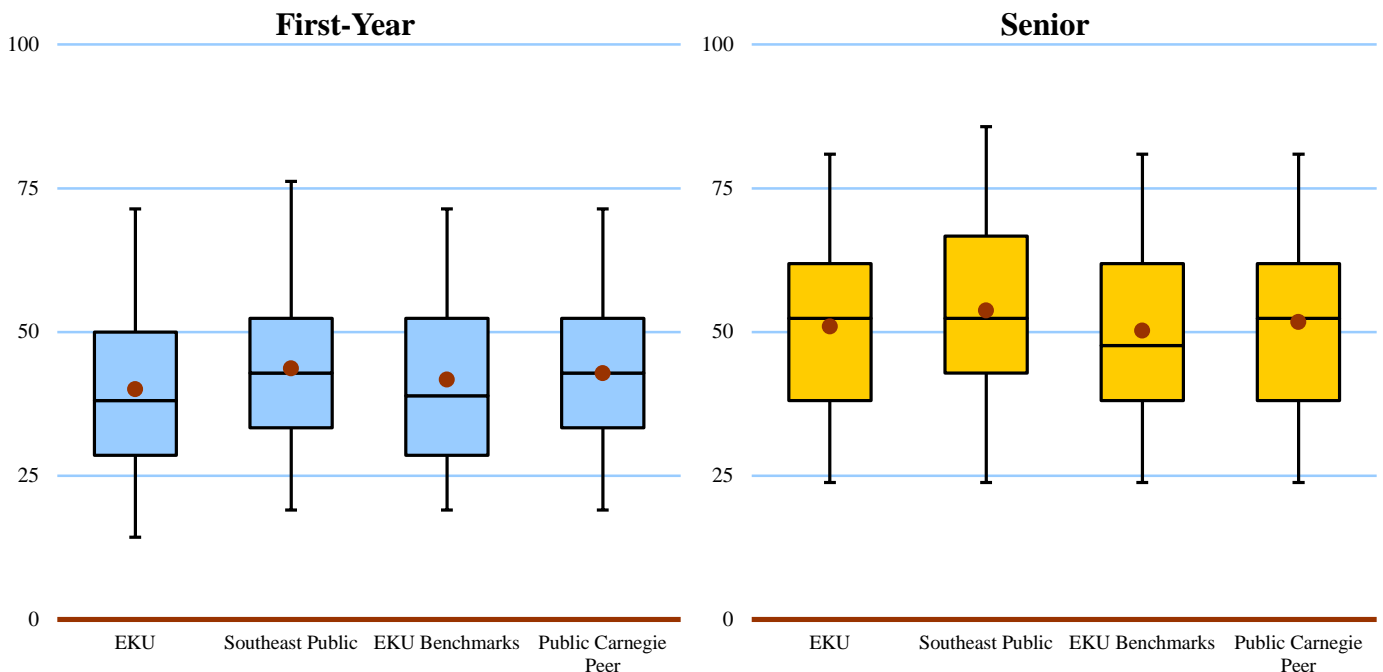 First-Year
100
75
50
25
0
EKU
Southeast Public
EKU Benchmarks
Public Carnegie
Peer
Senior
100
75
50
25
0
EKU
Southeast Public
EKU Benchmarks
Public Carnegie
Peer